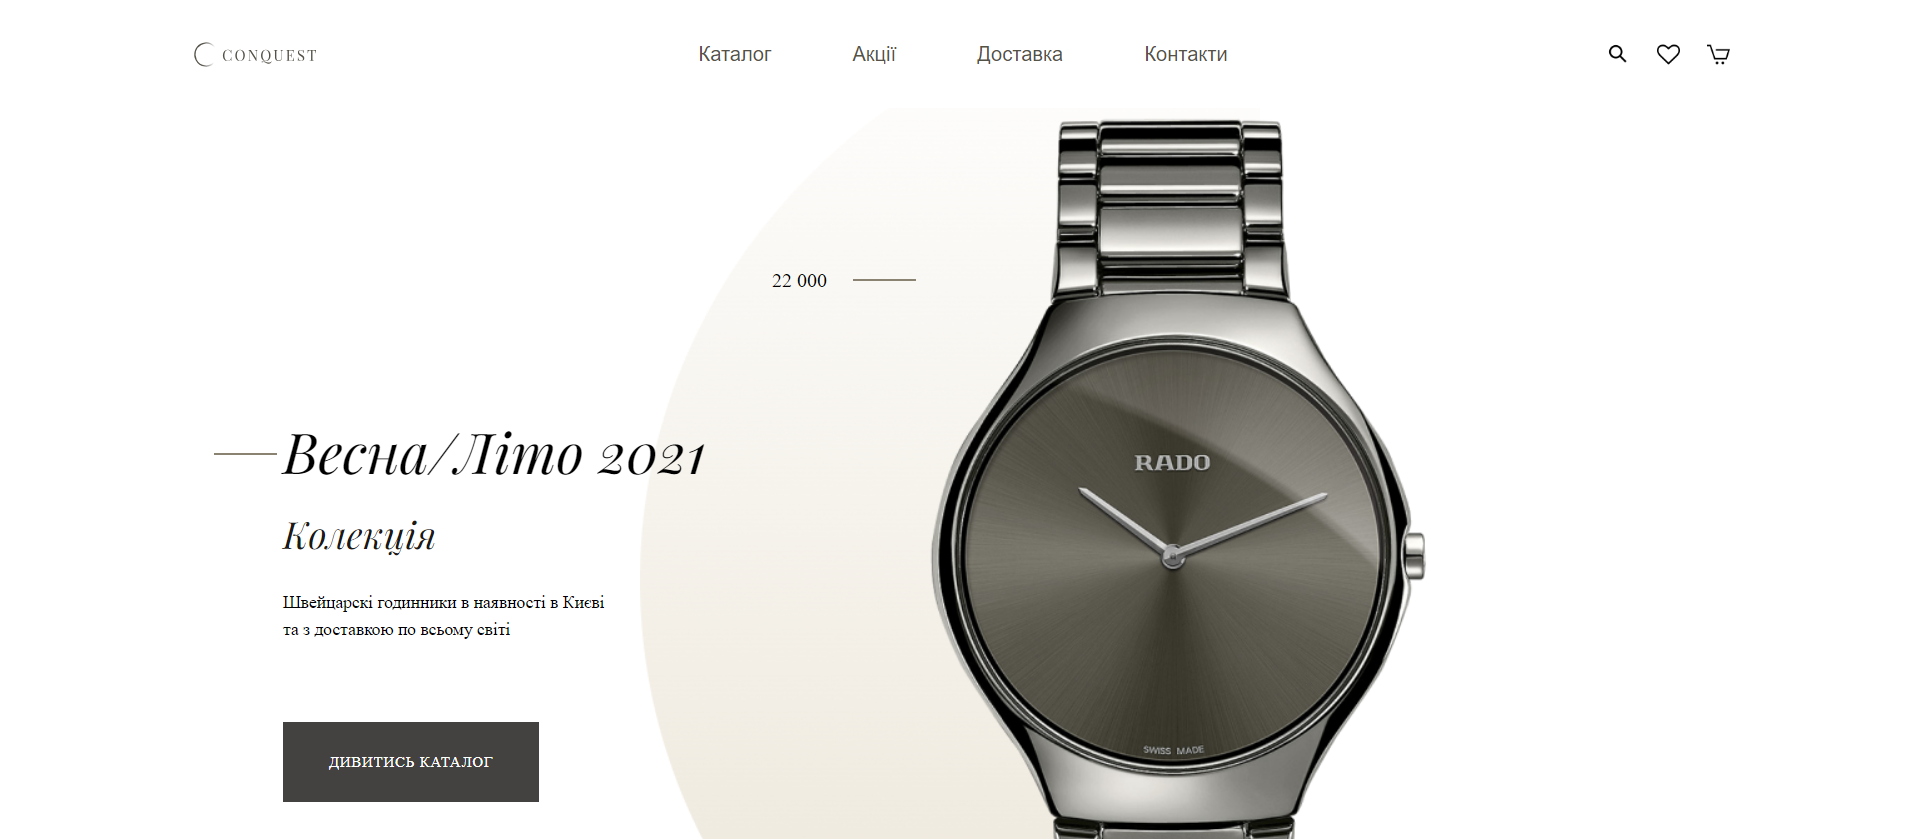 CONQUEST
Каталог
Акції
Доставка
Контакти
22 000
Весна/Літо 2021
Колекція
Швейцарскі годинники в наявності в Києві
та з доставкою по всьому світі
ДИВИТИСЬ КАТАЛОГ
RADO
SWISS MADE